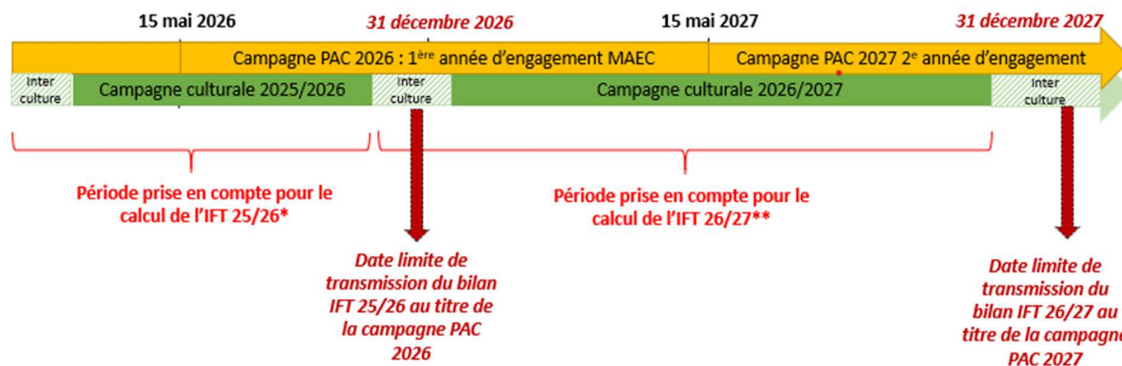 15 mai 2026
31 décembre 2026
15 mai 2027
31 décembre 2027
Campagne PAC 2026 : 1ère année d'engagement MAEC
Campagne PAC 2027 2e année d'engagement
Inter
culture
Campagne culturale 2025/2026
Inter
culture
Campagne culturale 2026/2027
Inter
culture
Période prise en compte pour le
calcul de l'IFT 25/26*
Période prise en compte pour le
calcul de l'IFT 26/27**
Date limite de
transmission du bilan
IFT 25/26 au titre de
la campagne PAC
2026
Date limite de
transmission du
bilan IFT 26/27 au
titre de la campagne
PAC 2027